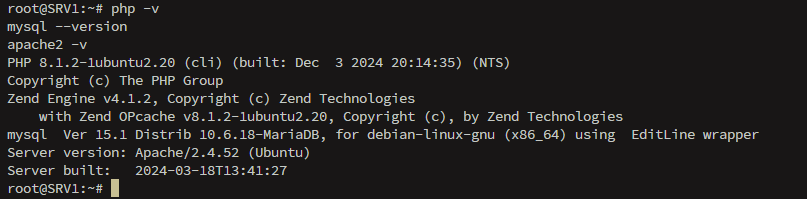 root@SRV1:~# php -v
mysql --version
apache2 -v
PHP 8.1.2-1ubuntu2.20 (cli) (built: Dec  3 2024 20:14:35) (NTS)
Copyright (c) The PHP Group
Zend Engine v4.1.2, Copyright (c) Zend Technologies
    with Zend OPcache v8.1.2-1ubuntu2.20, Copyright (c), by Zend Technologies
mysql  Ver 15.1 Distrib 10.6.18-MariaDB, for debian-linux-gnu (x86_64) using  EditLine wrapper
Server version: Apache/2.4.52 (Ubuntu)
Server built:   2024-03-18T13:41:27
root@SRV1:~#